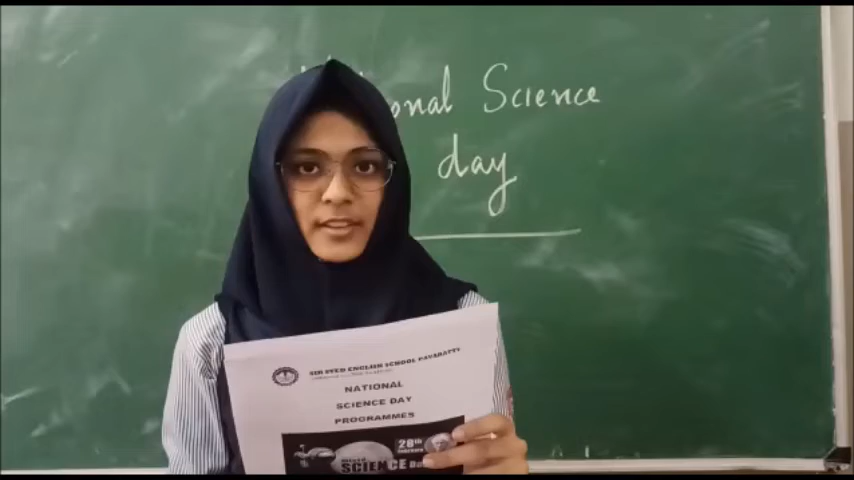 onal Science
day
SIR SYED ENGLISH SCHOOL PAVARATTY
NATIONAL
SCIENCE DAY
PROGRAMMES
28th
SCIENCE